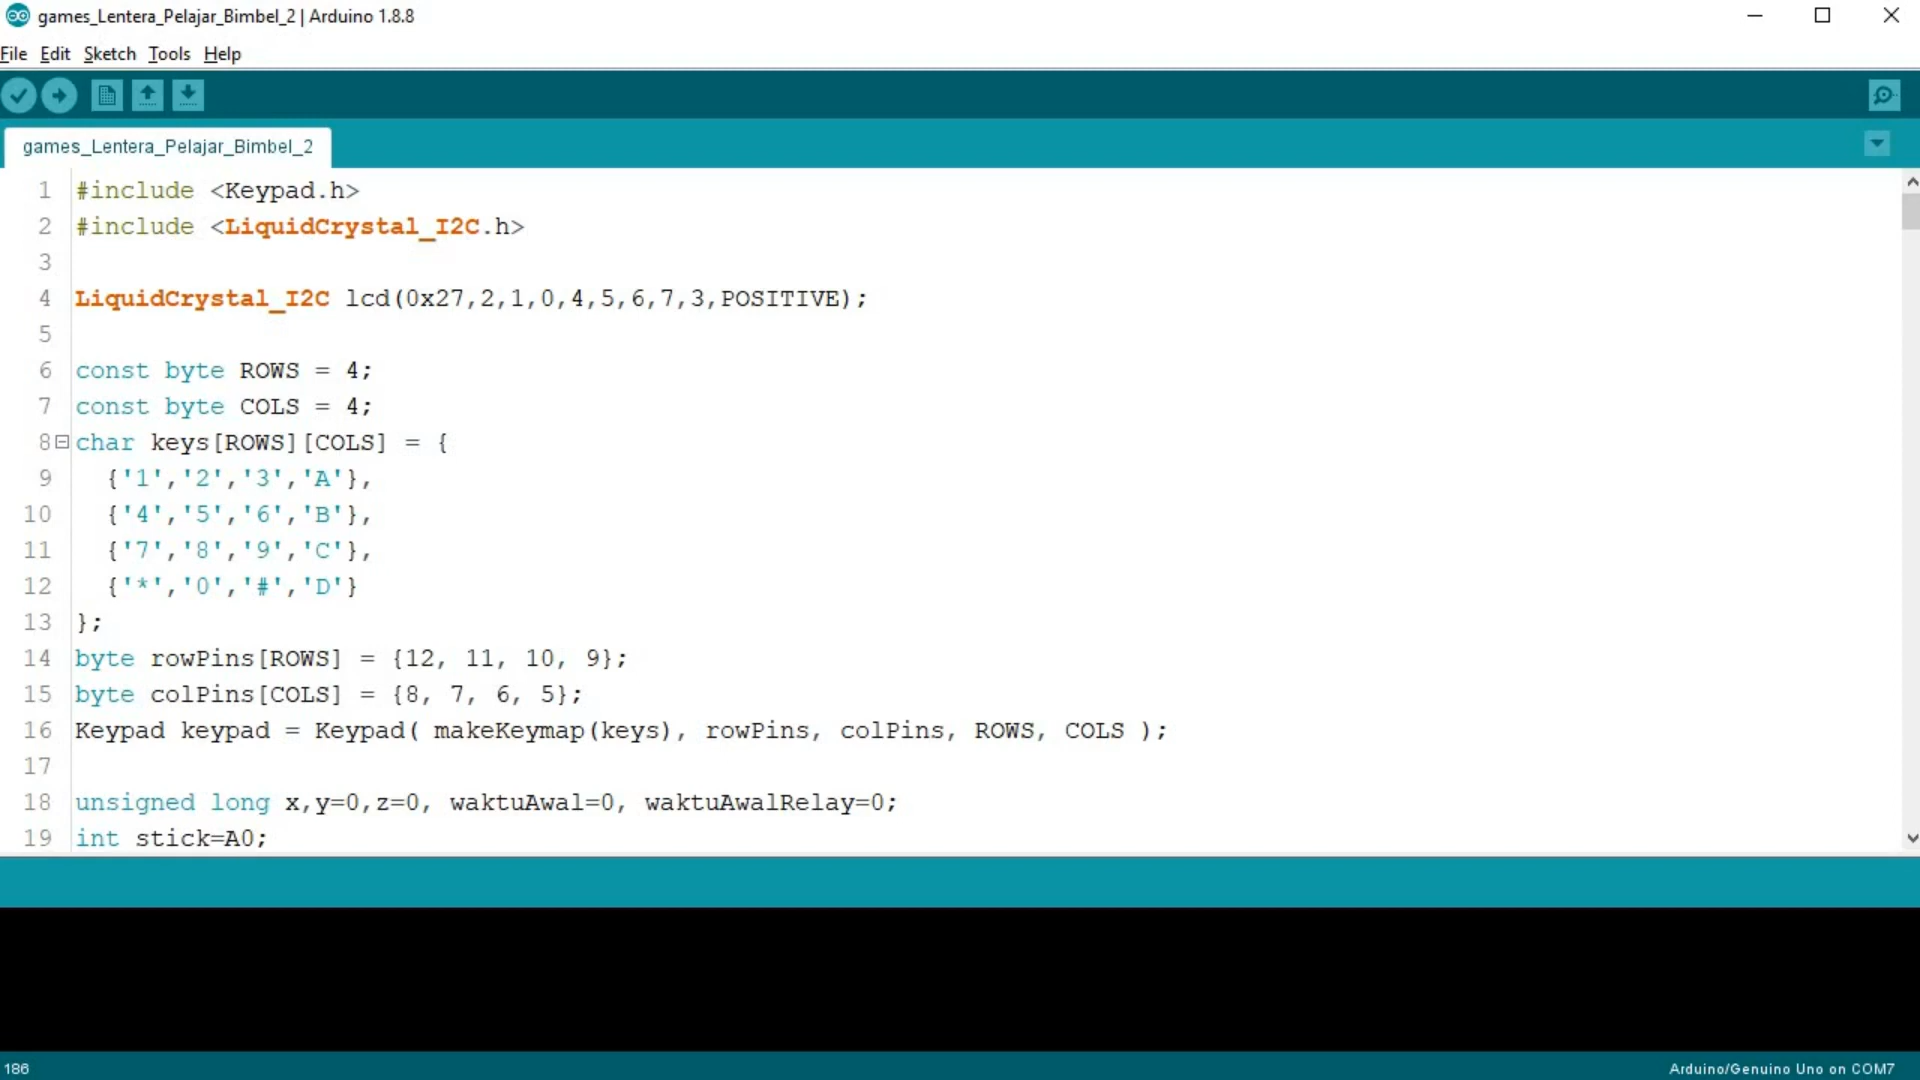 games_Lentera_Pelajar_Bimbel_2 | Arduino 1.8.8
File Edit Sketch Tools Help
games_Lentera_Pelajar_Bimbel_2
1 #include <Keypad.h>
2 #include <LiquidCrystal_I2C.h>
3
4 LiquidCrystal_I2C lcd(0x27,2,1,0,4,5,6,7,3,POSITIVE);
5
6 const byte ROWS = 4;
7 const byte COLS = 4;
8 char keys[ROWS][COLS] = {
9 {'1','2','3','A'},
10 {'4','5','6','B'},
11 {'7','8','9','C'},
12 {'*','0','#','D'}
13 };
14 byte rowPins[ROWS] = {12, 11, 10, 9};
15 byte colPins[COLS] = {8, 7, 6, 5};
16 Keypad keypad = Keypad( makeKeymap(keys), rowPins, colPins, ROWS, COLS );
17
18 unsigned long x,y=0,z=0, waktuAwal=0, waktuAwalRelay=0;
19 int stick=A0;
186 Arduino/Genuino Uno on COM7